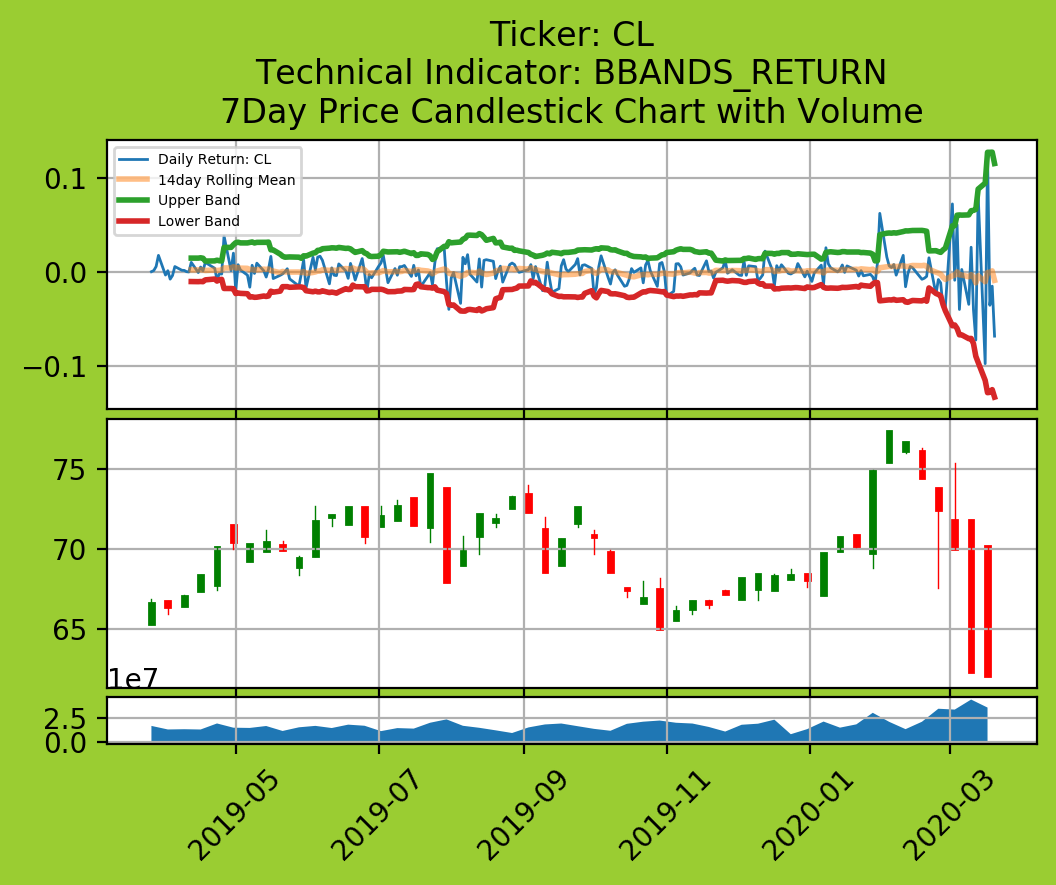 Ticker: CL
Technical Indicator: BBANDS_RETURN
7Day Price Candlestick Chart with Volume
Daily Return: CL
14day Rolling Mean
Upper Band
Lower Band
0.1
0.0
−0.1
75
70
65
1e7
2.5
0.0
2019-05
2019-07
2019-09
2019-11
2020-01
2020-03